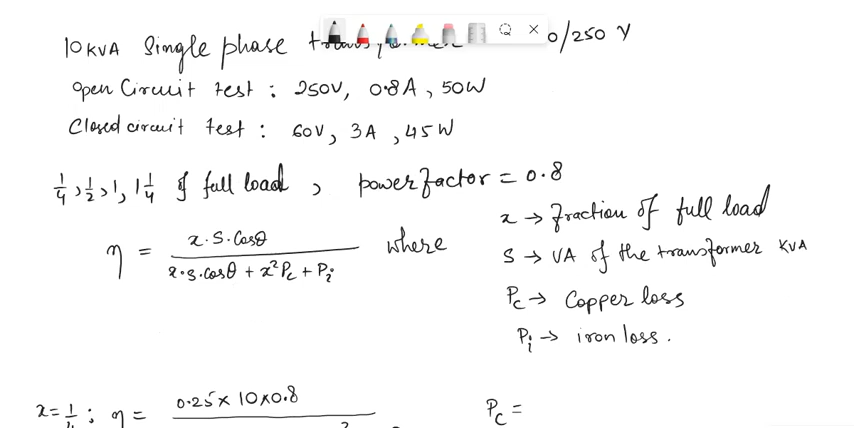 10 KVA Single phase 0/250 V
Open Circuit test : 250V, 0.8A, 50W
Closed circuit test : 60V, 3A, 45W
1/4, 1/2, 1, 1 1/4 of full load, powerfactor = 0.8
η = x.S.Cosθ / x.s.cosθ + x²Pc + Pi where
x → fraction of full load
S → VA of the transformer KVA
Pc → Copper loss
Pi → iron loss.
x = 1/4 ; η = 0.25 × 10 × 0.8
Pc =